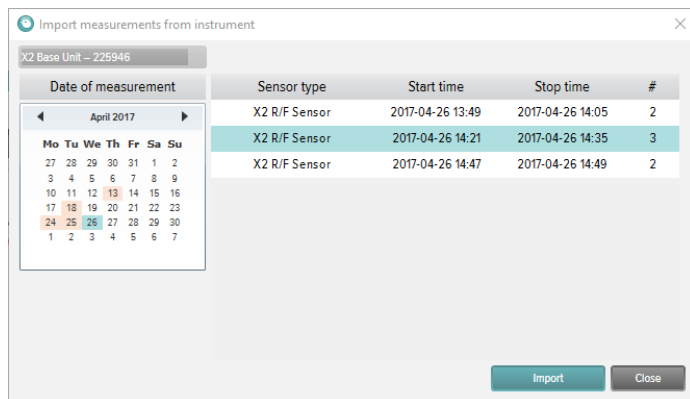 Import measurements from instrument
X2 Base Unit – 225946
Date of measurement
April 2017
Mo Tu We Th Fr Sa Su
27 28 29 30 31 1 2
3 4 5 6 7 8 9
10 11 12 13 14 15 16
17 18 19 20 21 22 23
24 25 26 27 28 29 30
1 2 3 4 5 6 7
Sensor type Start time Stop time #
X2 R/F Sensor 2017-04-26 13:49 2017-04-26 14:05 2
X2 R/F Sensor 2017-04-26 14:21 2017-04-26 14:35 3
X2 R/F Sensor 2017-04-26 14:47 2017-04-26 14:49 2
Import Close